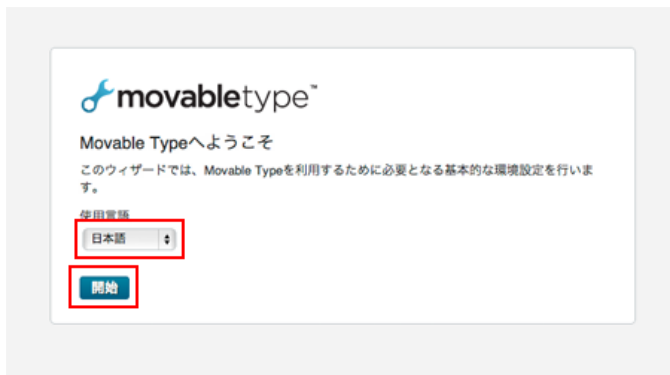 movabletype™
Movable Typeへようこそ
このウィザードでは、Movable Typeを利用するために必要となる基本的な環境設定を行いま
す。
使用言語
日本語
開始